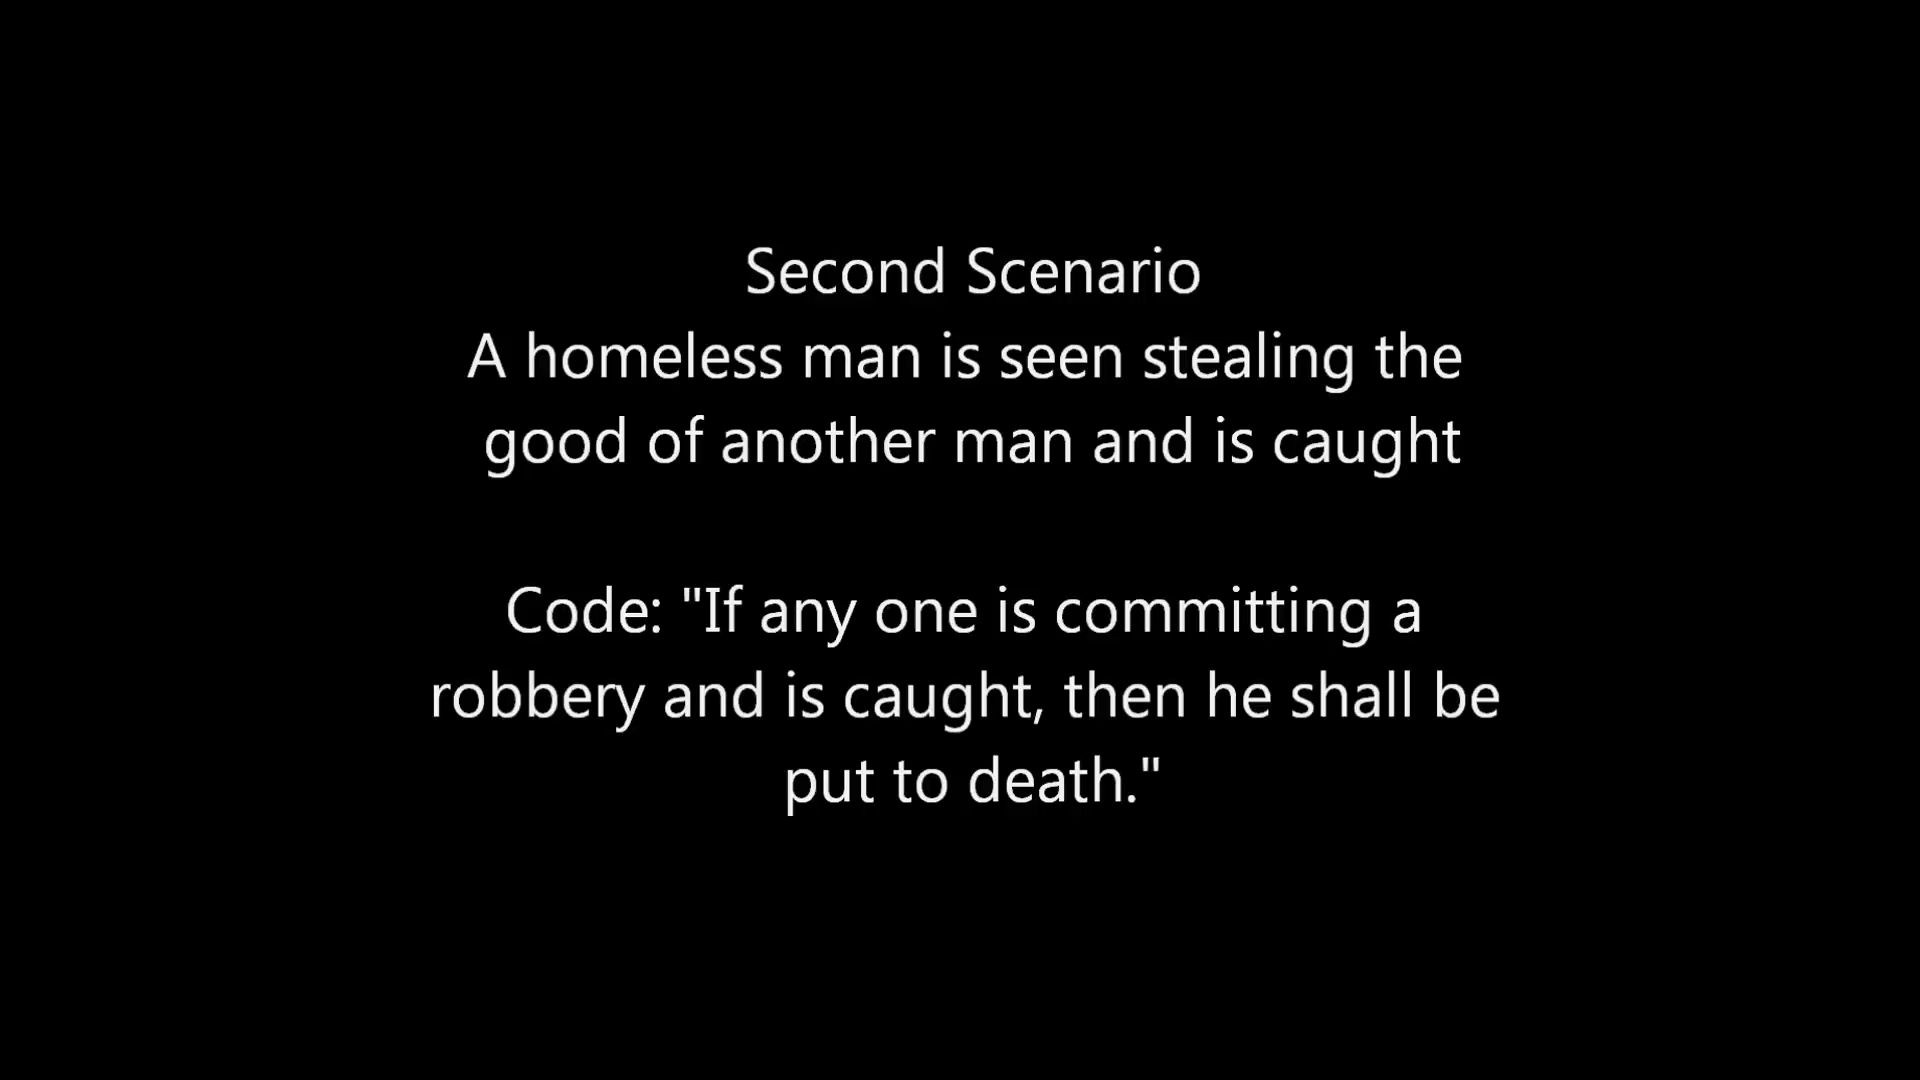 Second Scenario
A homeless man is seen stealing the
good of another man and is caught
Code: "If any one is committing a
robbery and is caught, then he shall be
put to death."